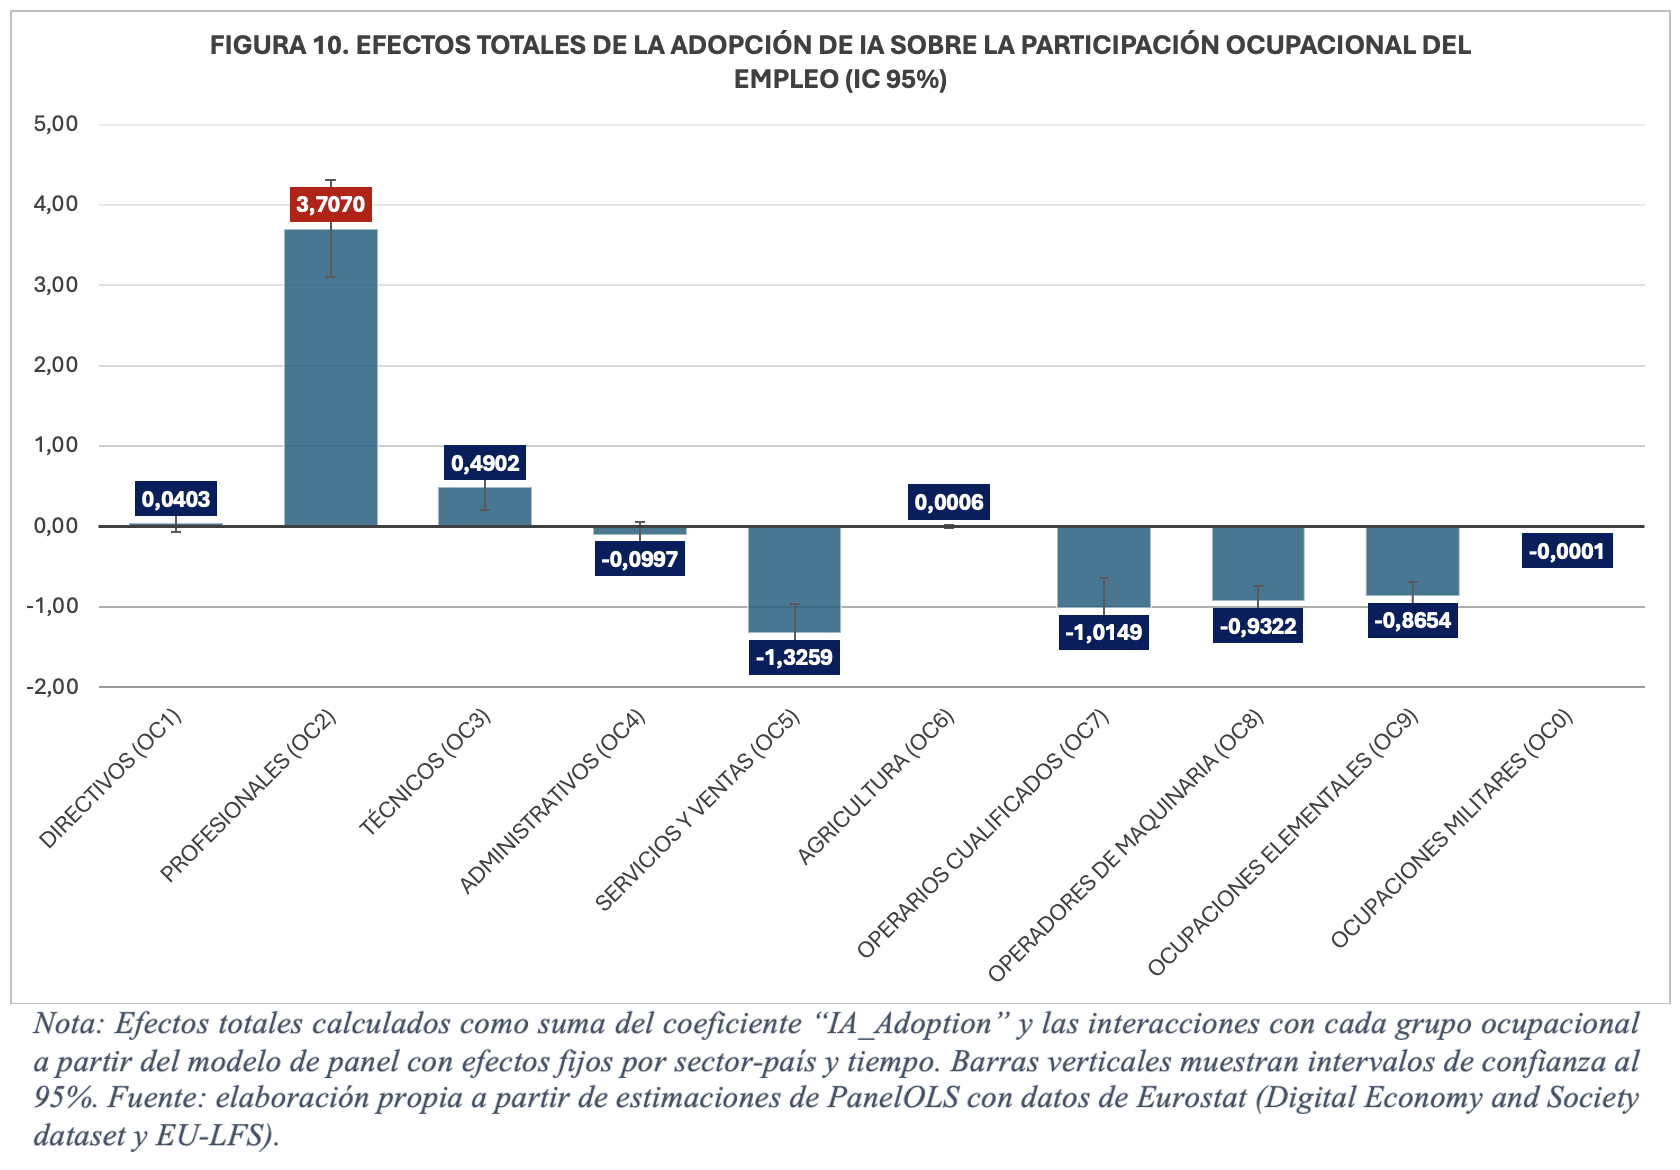 FIGURA 10. EFECTOS TOTALES DE LA ADOPCIÓN DE IA SOBRE LA PARTICIPACIÓN OCUPACIONAL DEL
EMPLEO (IC 95%)
5,00
4,00
3,00
2,00
1,00
0,00
-1,00
-2,00
0,0403
3,7070
0,4902
-0,0997
-1,3259
0,0006
-1,0149
-0,9322
-0,8654
-0,0001
DIRECTIVOS (OC1)
PROFESIONALES (OC2)
TÉCNICOS (OC3)
ADMINISTRATIVOS (OC4)
SERVICIOS Y VENTAS (OC5)
AGRICULTURA (OC6)
OPERARIOS CUALIFICADOS (OC7)
OPERADORES DE MAQUINARIA (OC8)
OCUPACIONES ELEMENTALES (OC9)
OCUPACIONES MILITARES (OC0)
Nota: Efectos totales calculados como suma del coeficiente “IA_Adoption” y las interacciones con cada grupo ocupacional
a partir del modelo de panel con efectos fijos por sector-país y tiempo. Barras verticales muestran intervalos de confianza al
95%. Fuente: elaboración propia a partir de estimaciones de PanelOLS con datos de Eurostat (Digital Economy and Society
dataset y EU-LFS).